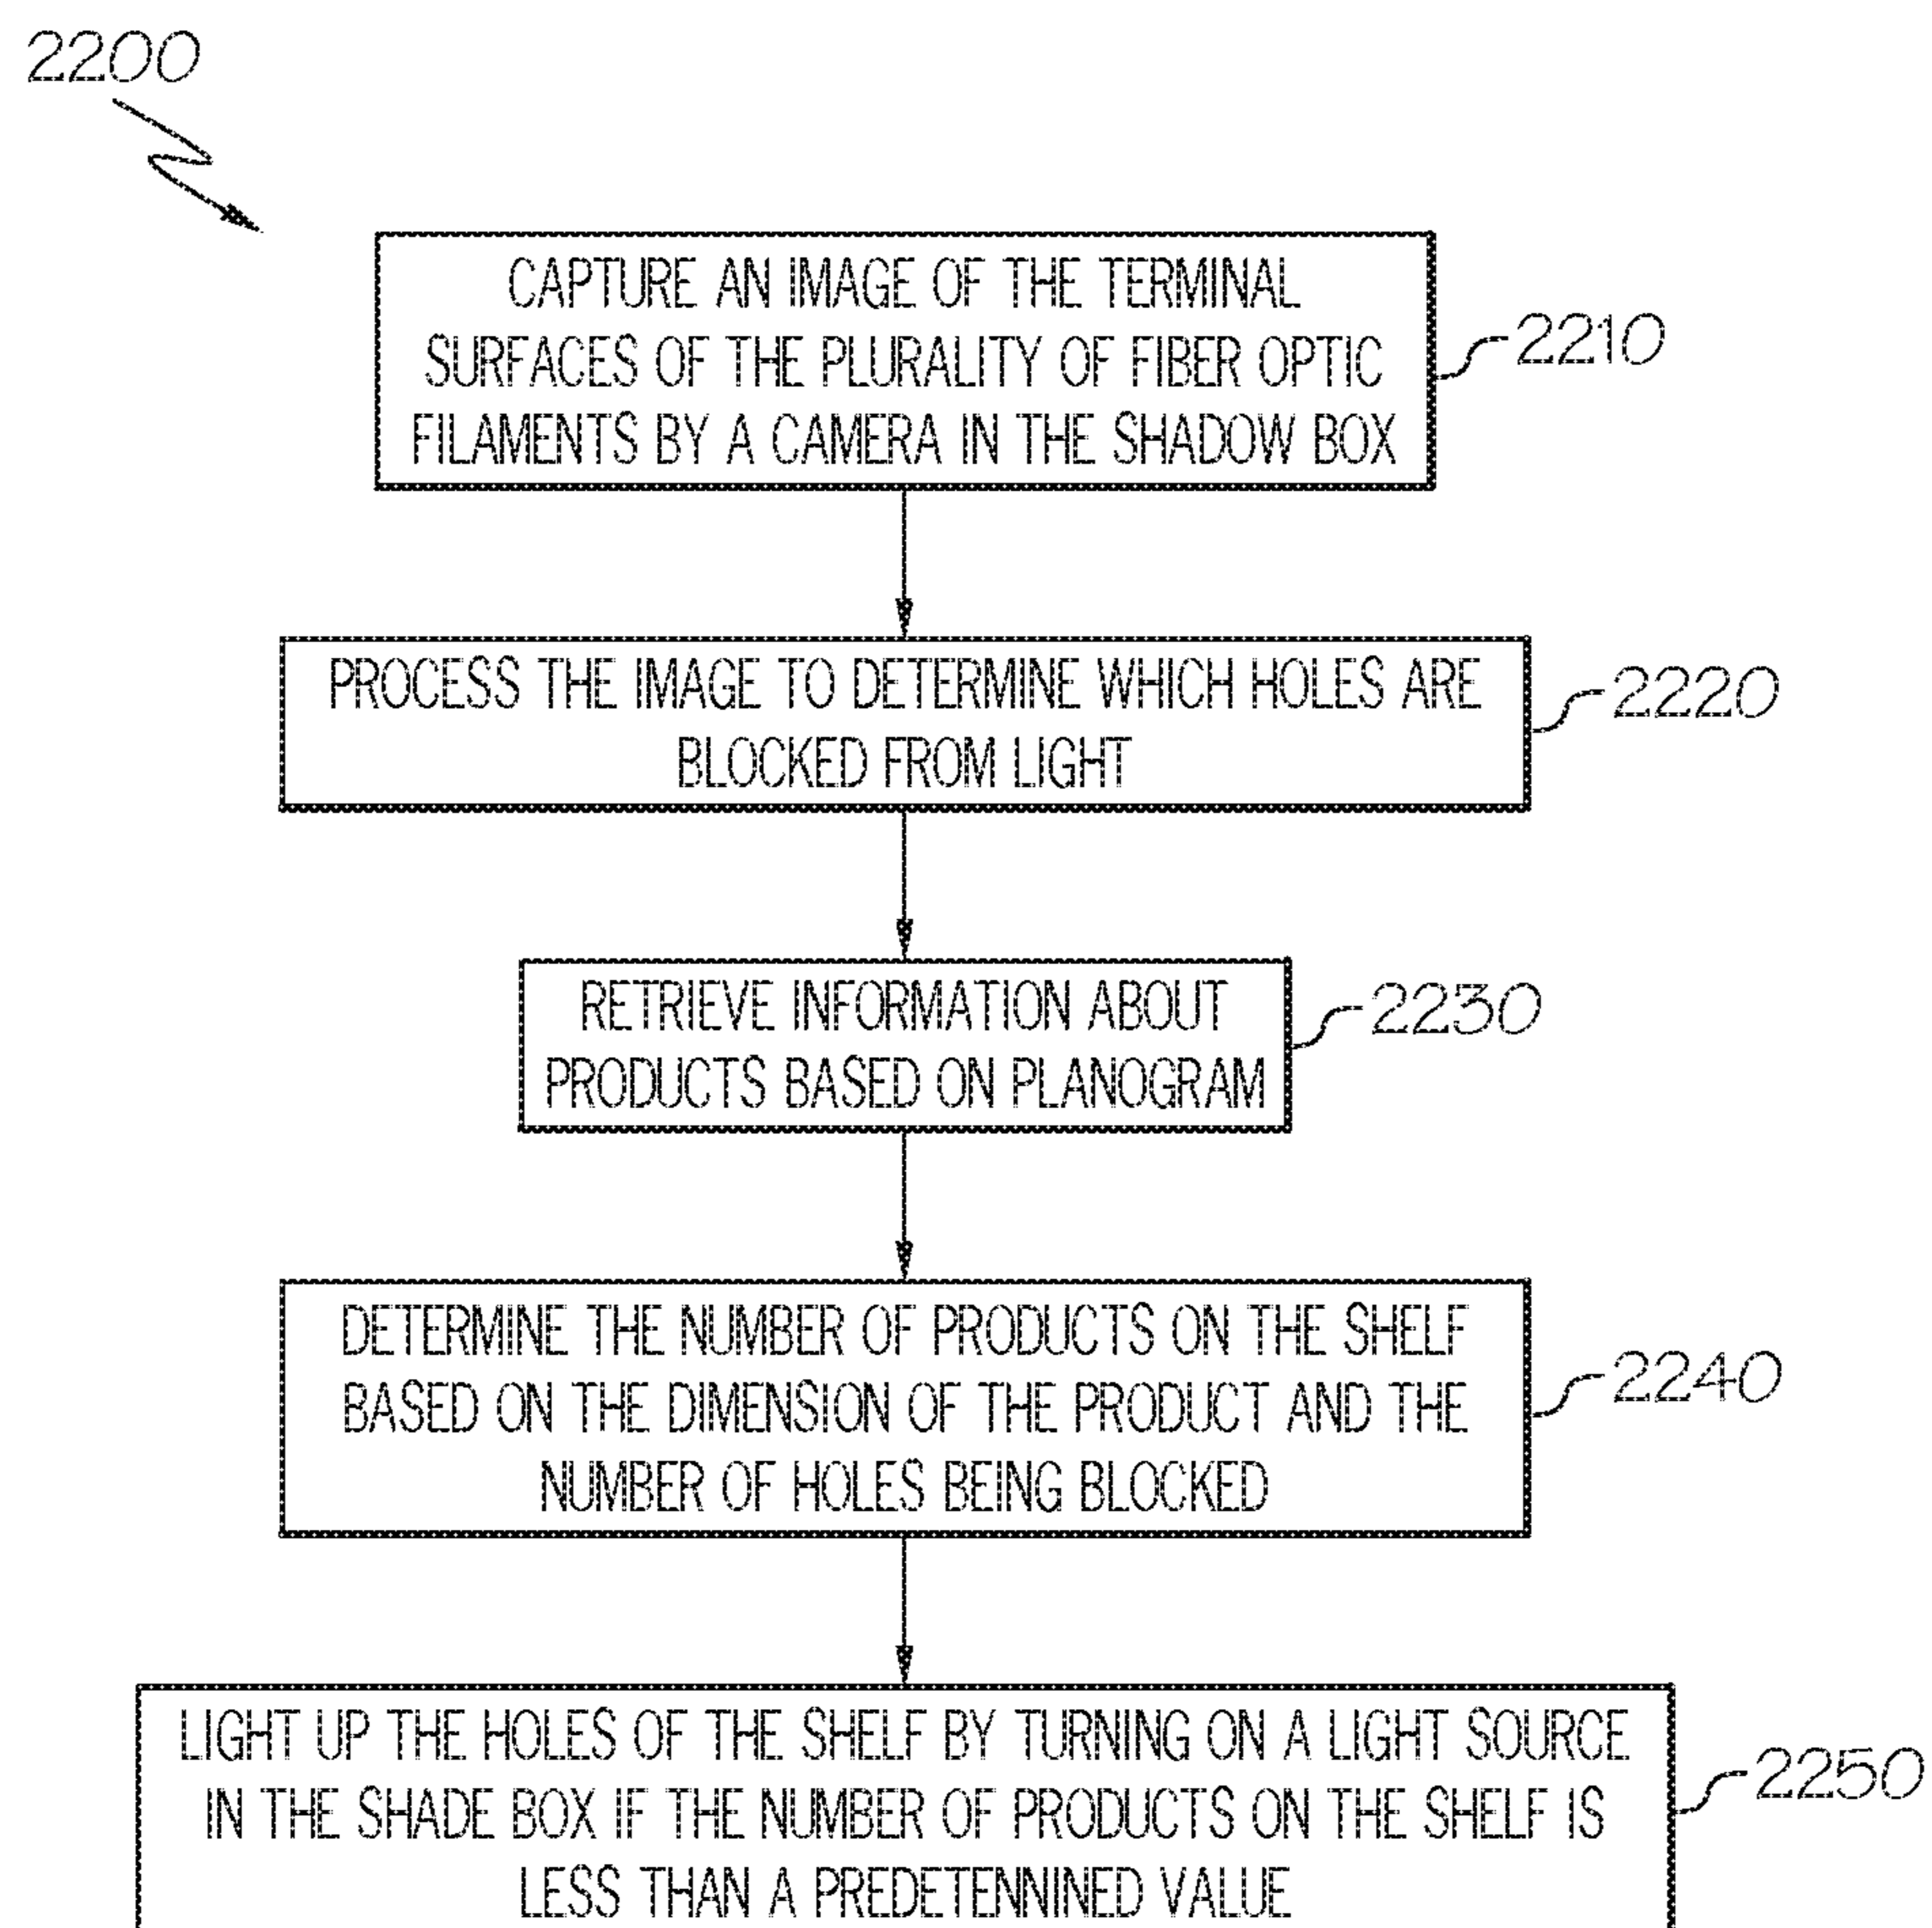 2200
CAPTURE AN IMAGE OF THE TERMINAL
SURFACES OF THE PLURALITY OF FIBER OPTIC
FILAMENTS BY A CAMERA IN THE SHADOW BOX
2210
PROCESS THE IMAGE TO DETERMINE WHICH HOLES ARE
BLOCKED FROM LIGHT
2220
RETRIEVE INFORMATION ABOUT
PRODUCTS BASED ON PLANOGRAM
2230
DETERMINE THE NUMBER OF PRODUCTS ON THE SHELF
BASED ON THE DIMENSION OF THE PRODUCT AND THE
NUMBER OF HOLES BEING BLOCKED
2240
LIGHT UP THE HOLES OF THE SHELF BY TURNING ON A LIGHT SOURCE
IN THE SHADE BOX IF THE NUMBER OF PRODUCTS ON THE SHELF IS
LESS THAN A PREDETENNINED VALUE
2250